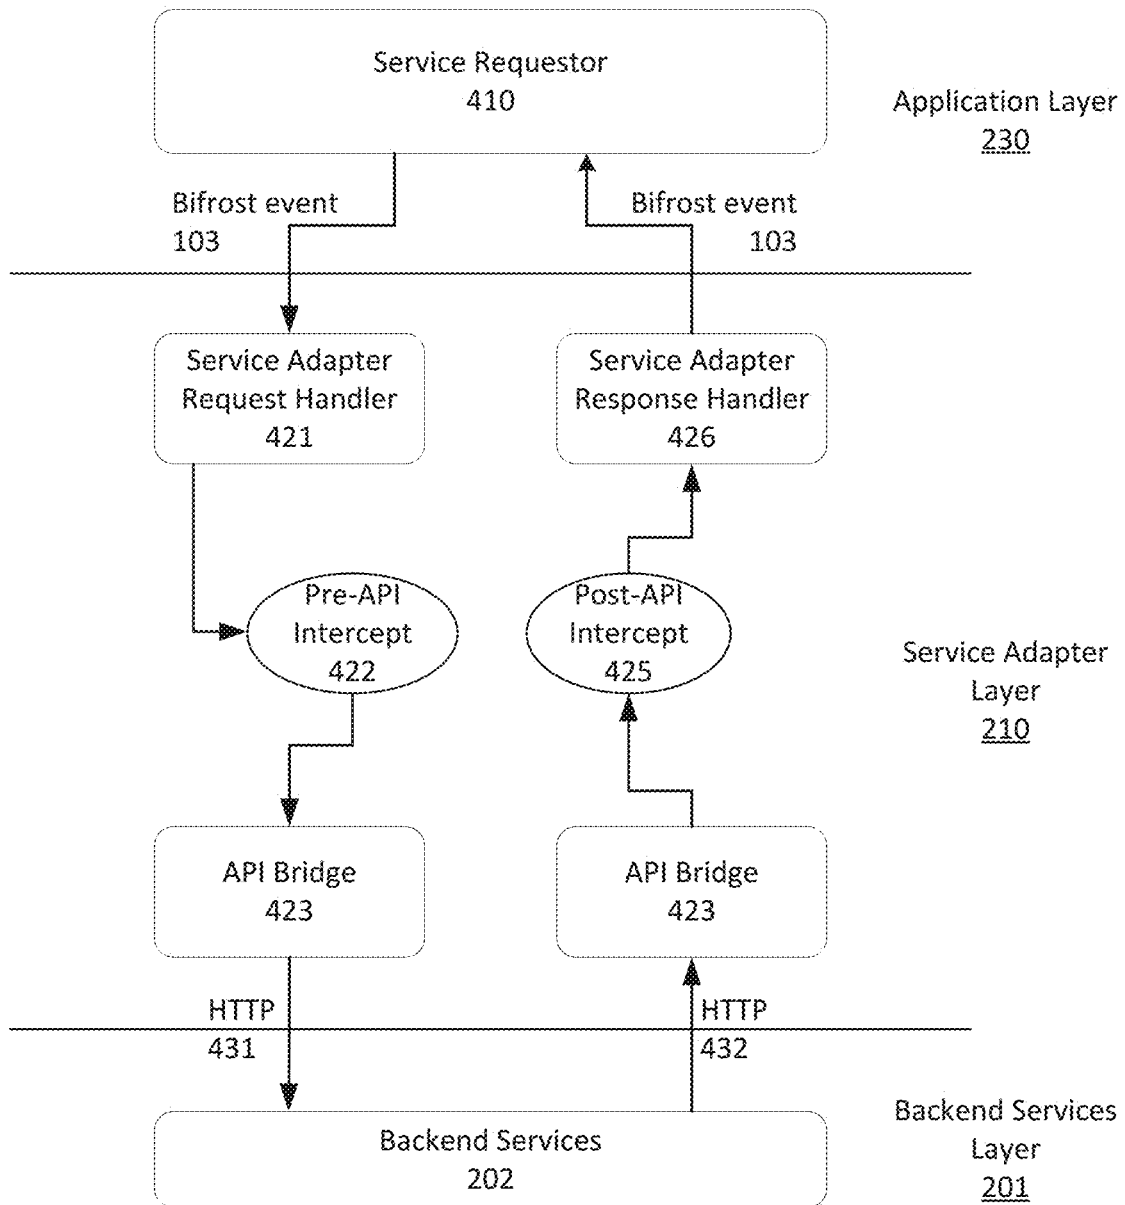 Service Requestor
410
Application Layer
230
Bifrost event
103
Bifrost event
103
Service Adapter
Request Handler
421
Service Adapter
Response Handler
426
Pre-API
Intercept
422
Post-API
Intercept
425
Service Adapter
Layer
210
API Bridge
423
API Bridge
423
HTTP
431
HTTP
432
Backend Services
202
Backend Services
Layer
201